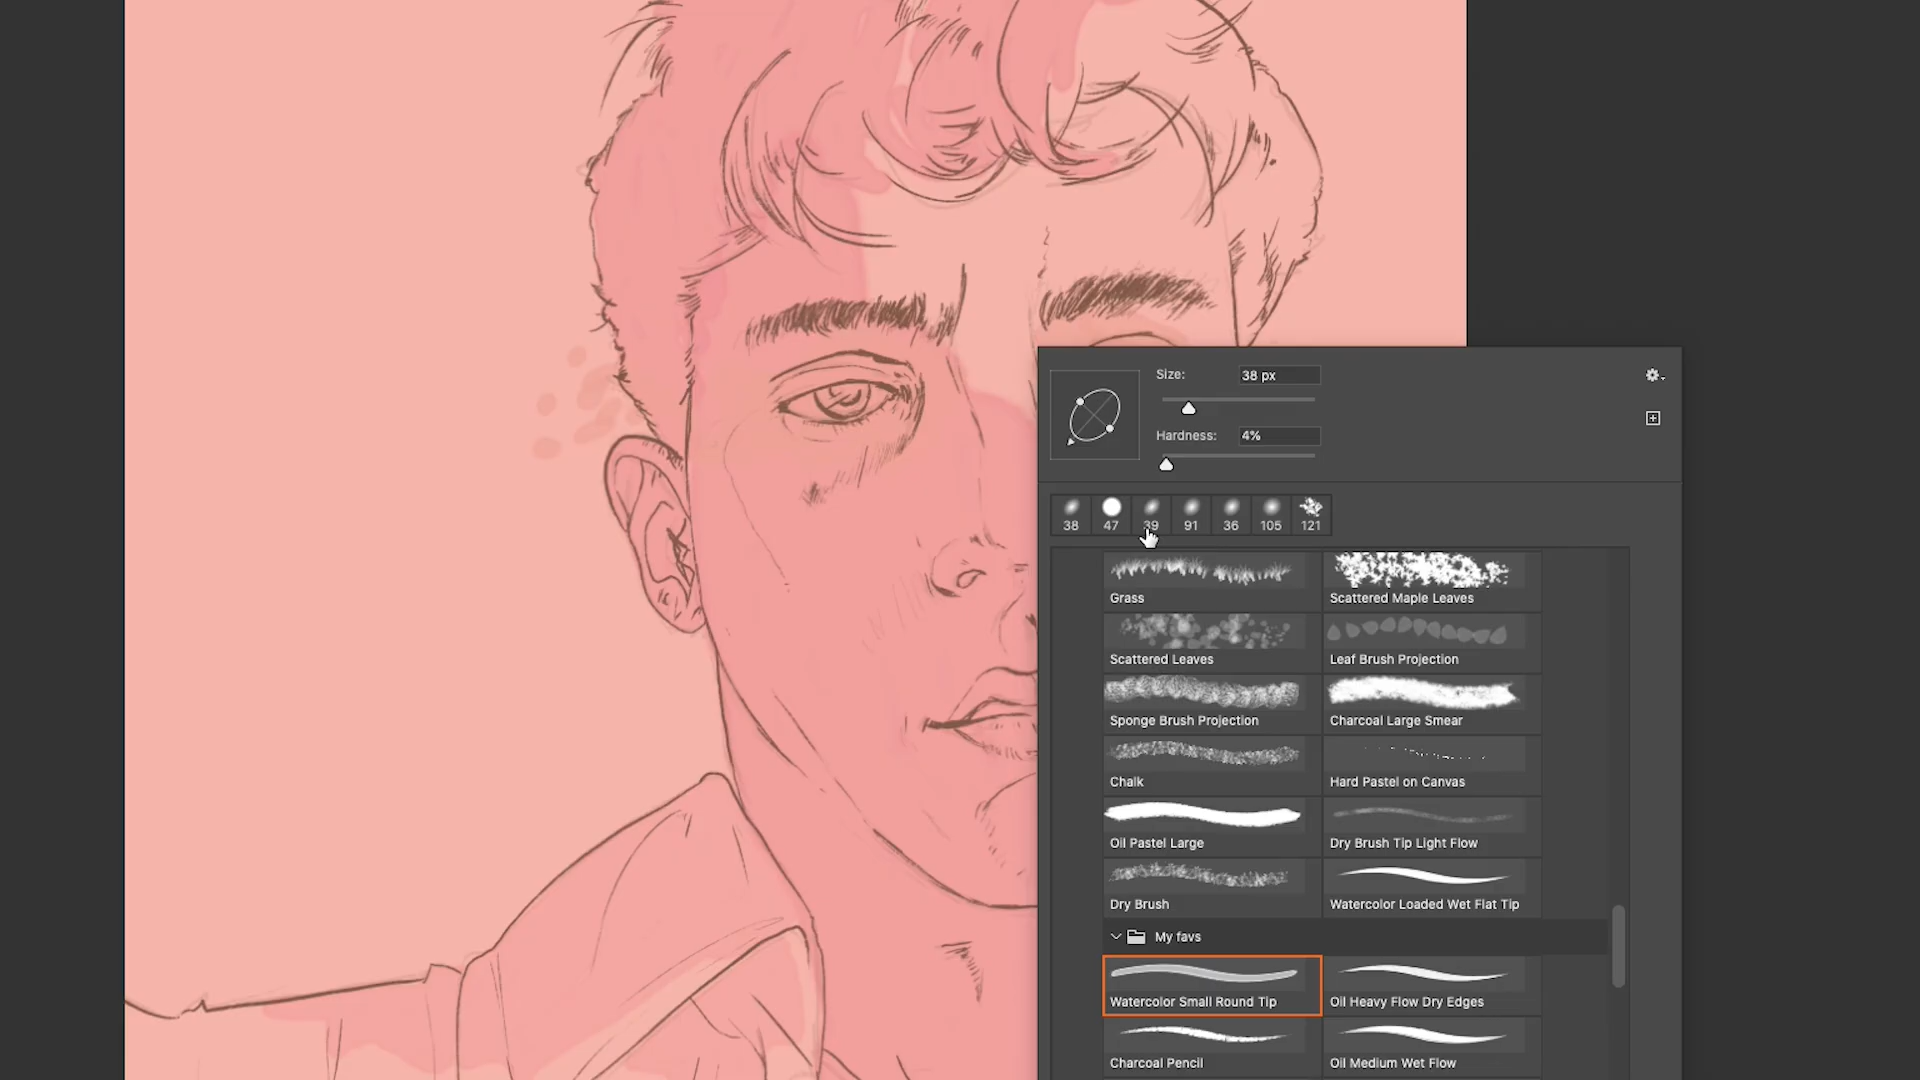 Size: 38 px
Hardness: 4%
38 47 39 91 36 105 121
Grass Scattered Maple Leaves
Scattered Leaves Leaf Brush Projection
Sponge Brush Projection Charcoal Large Smear
Chalk Hard Pastel on Canvas
Oil Pastel Large Dry Brush Tip Light Flow
Dry Brush Watercolor Loaded Wet Flat Tip
My favs
Watercolor Small Round Tip Oil Heavy Flow Dry Edges
Charcoal Pencil Oil Medium Wet Flow